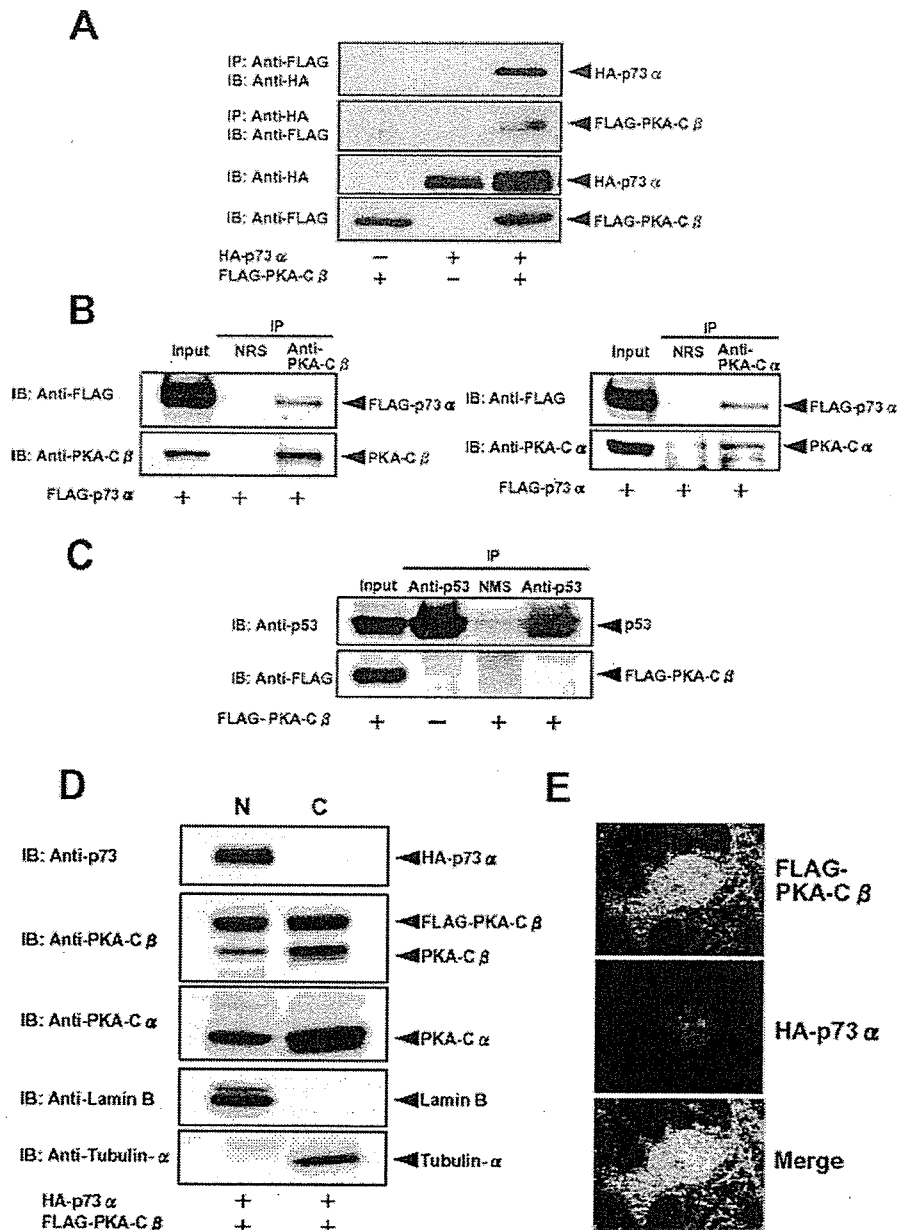 A
IP: Anti-FLAG
IB: Anti-HA
HA-p73 α
IP: Anti-HA
IB: Anti-FLAG
FLAG-PKA-C β
IB: Anti-HA
HA-p73 α
IB: Anti-FLAG
FLAG-PKA-C β
HA-p73 α − + +
FLAG-PKA-C β + − +
B
IP
Input NRS Anti-PKA-C β
IB: Anti-FLAG
FLAG-p73 α
IB: Anti-PKA-C β
PKA-C β
FLAG-p73 α + + +
IP
Input NRS Anti-PKA-C α
IB: Anti-FLAG
FLAG-p73 α
IB: Anti-PKA-C α
PKA-C α
FLAG-p73 α + + +
C
IP
Input Anti-p53 NMS Anti-p53
IB: Anti-p53
p53
IB: Anti-FLAG
FLAG-PKA-C β
FLAG- PKA-C β + − + +
D
N C
IB: Anti-p73
HA-p73 α
IB: Anti-PKA-C β
FLAG-PKA-C β
PKA-C β
IB: Anti-PKA-C α
PKA-C α
IB: Anti-Lamin B
Lamin B
IB: Anti-Tubulin-α
Tubulin-α
HA-p73 α + +
FLAG-PKA-C β + +
E
FLAG-
PKA-C β
HA-p73 α
Merge